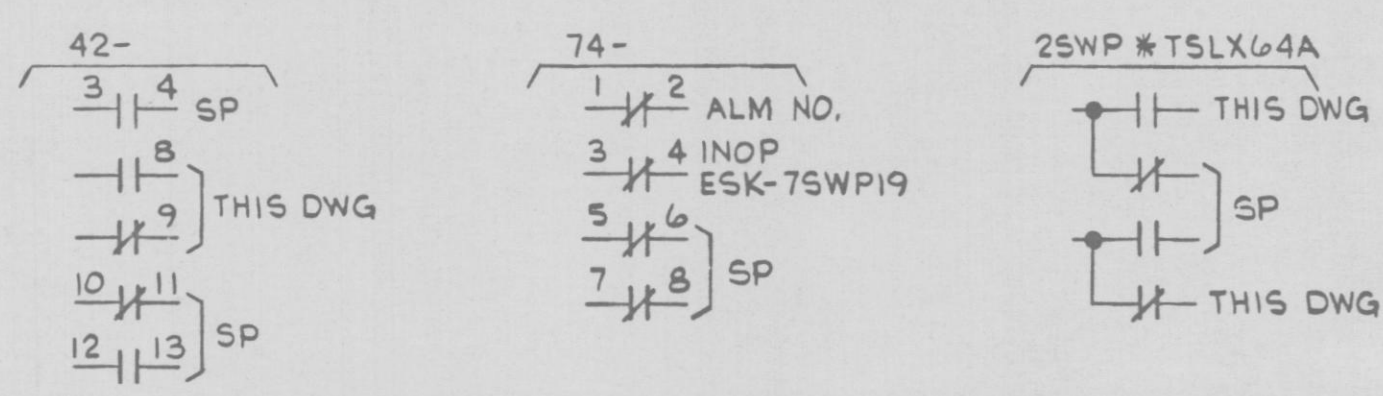 42-
3 4 SP
8
THIS DWG
9
10 11
SP
12 13
74-
1 2 ALM NO.
3 4 INOP
ESK-7SWP19
5 6
SP
7 8
2SWP*TSLX64A
THIS DWG
SP
THIS DWG